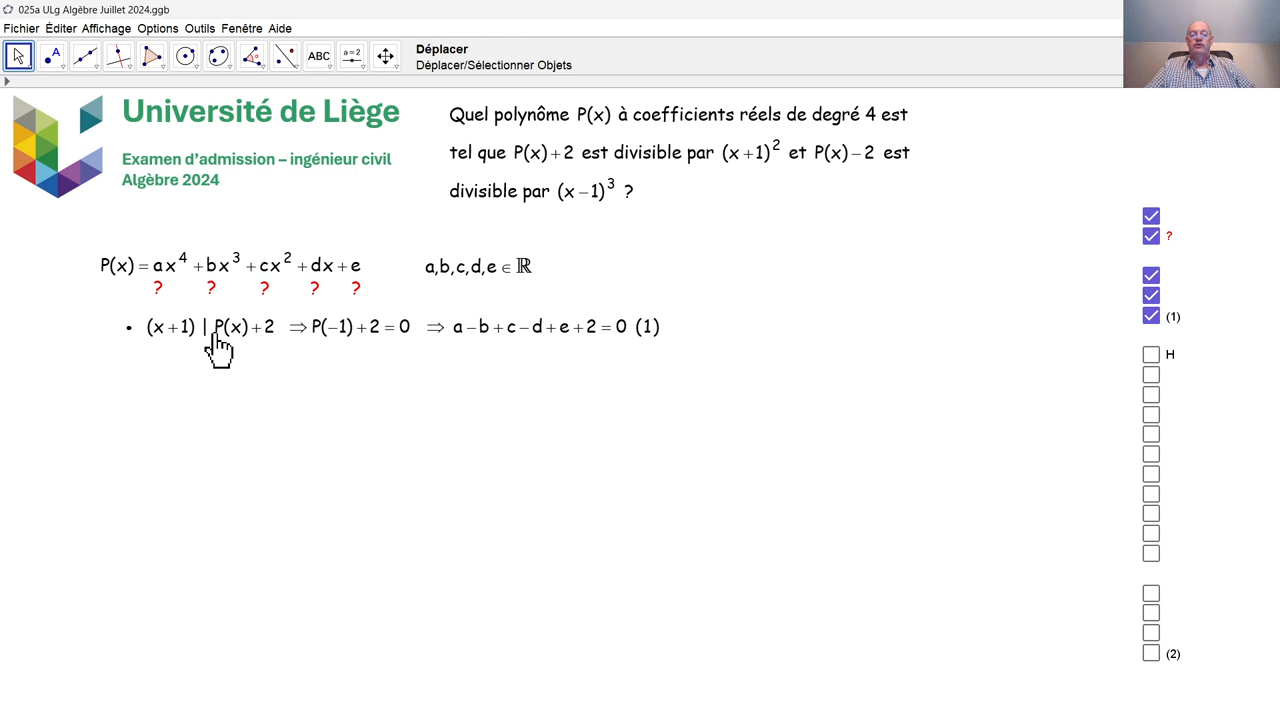 025a ULg Algèbre Juillet 2024.ggb
Fichier Éditer Affichage Options Outils Fenêtre Aide
A
ABC
a=2
Déplacer
Déplacer/Sélectionner Objets
Université de Liège
Examen d'admission – ingénieur civil
Algèbre 2024
Quel polynôme P(x) à coefficients réels de degré 4 est
tel que P(x)+2 est divisible par (x+1)² et P(x)−2 est
divisible par (x−1)³ ?
?
P(x) = ax⁴ + bx³ + cx² + dx + e a,b,c,d,e ∈ ℝ
? ? ? ? ?
• (x+1) | P(x)+2 ⇒ P(−1)+2 = 0 ⇒ a−b+c−d+e+2 = 0 (1)
(1)
H
(2)